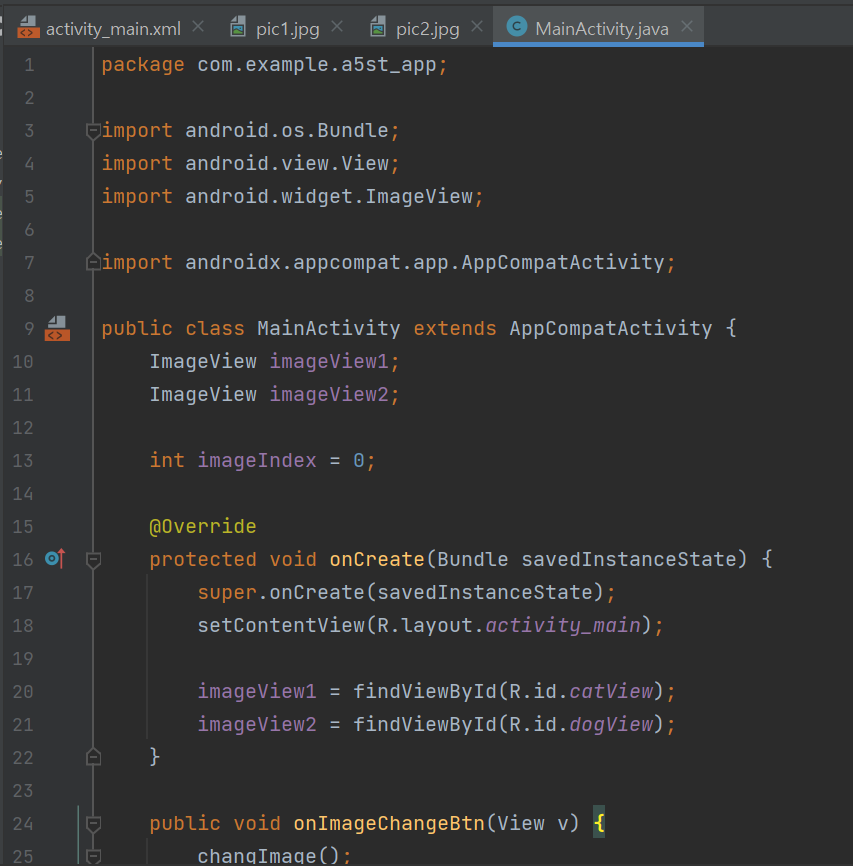 activity_main.xml pic1.jpg pic2.jpg MainActivity.java
1 package com.example.a5st_app;
2
3 import android.os.Bundle;
4 import android.view.View;
5 import android.widget.ImageView;
6
7 import androidx.appcompat.app.AppCompatActivity;
8
9 public class MainActivity extends AppCompatActivity {
10 ImageView imageView1;
11 ImageView imageView2;
12
13 int imageIndex = 0;
14
15 @Override
16 protected void onCreate(Bundle savedInstanceState) {
17 super.onCreate(savedInstanceState);
18 setContentView(R.layout.activity_main);
19
20 imageView1 = findViewById(R.id.catView);
21 imageView2 = findViewById(R.id.dogView);
22 }
23
24 public void onImageChangeBtn(View v) {
25 changImage();